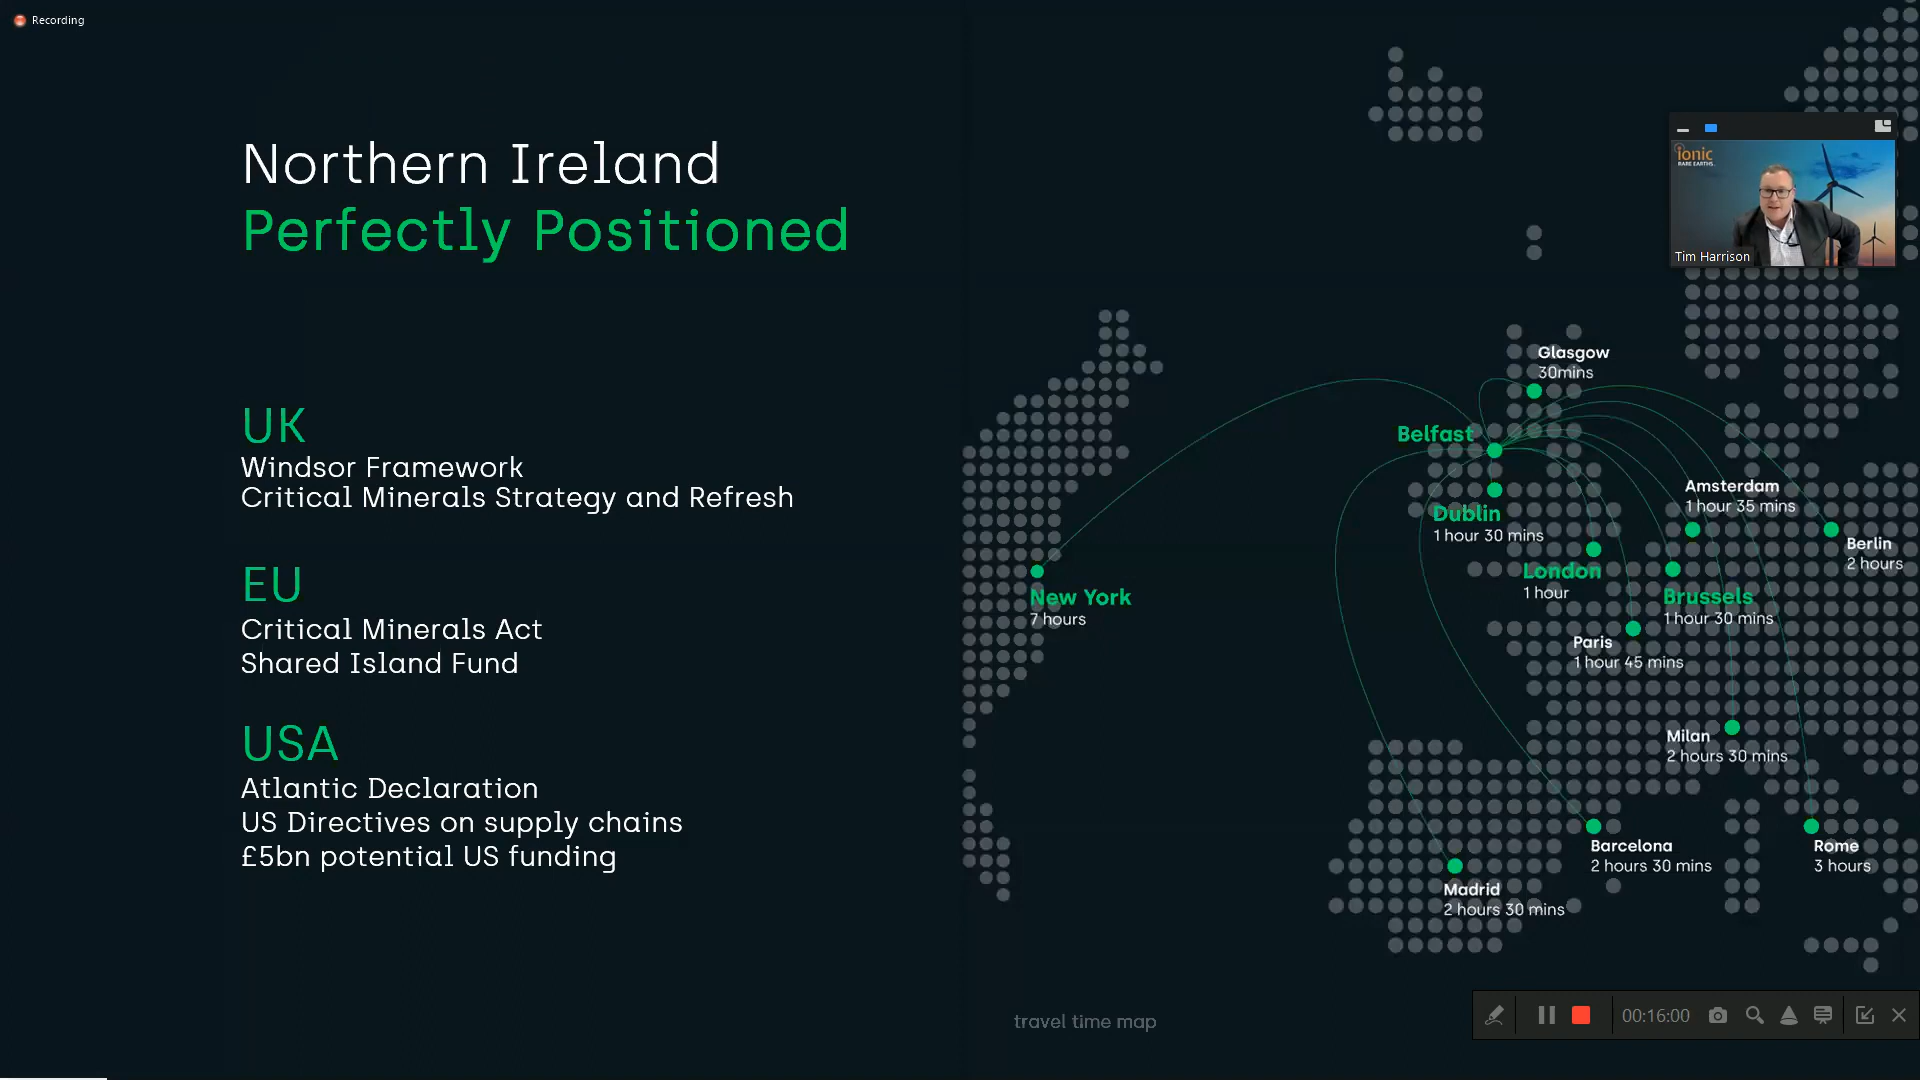 Recording
Northern Ireland
Perfectly Positioned
UK
Windsor Framework
Critical Minerals Strategy and Refresh
EU
Critical Minerals Act
Shared Island Fund
USA
Atlantic Declaration
US Directives on supply chains
£5bn potential US funding
ionic
RARE EARTHS
Tim Harrison
Glasgow
30mins
Belfast
Dublin
1 hour 30 mins
Amsterdam
1 hour 35 mins
Berlin
2 hours
London
1 hour
Brussels
1 hour 30 mins
New York
7 hours
Paris
1 hour 45 mins
Milan
2 hours 30 mins
Barcelona
2 hours 30 mins
Rome
3 hours
Madrid
2 hours 30 mins
travel time map
00:16:00